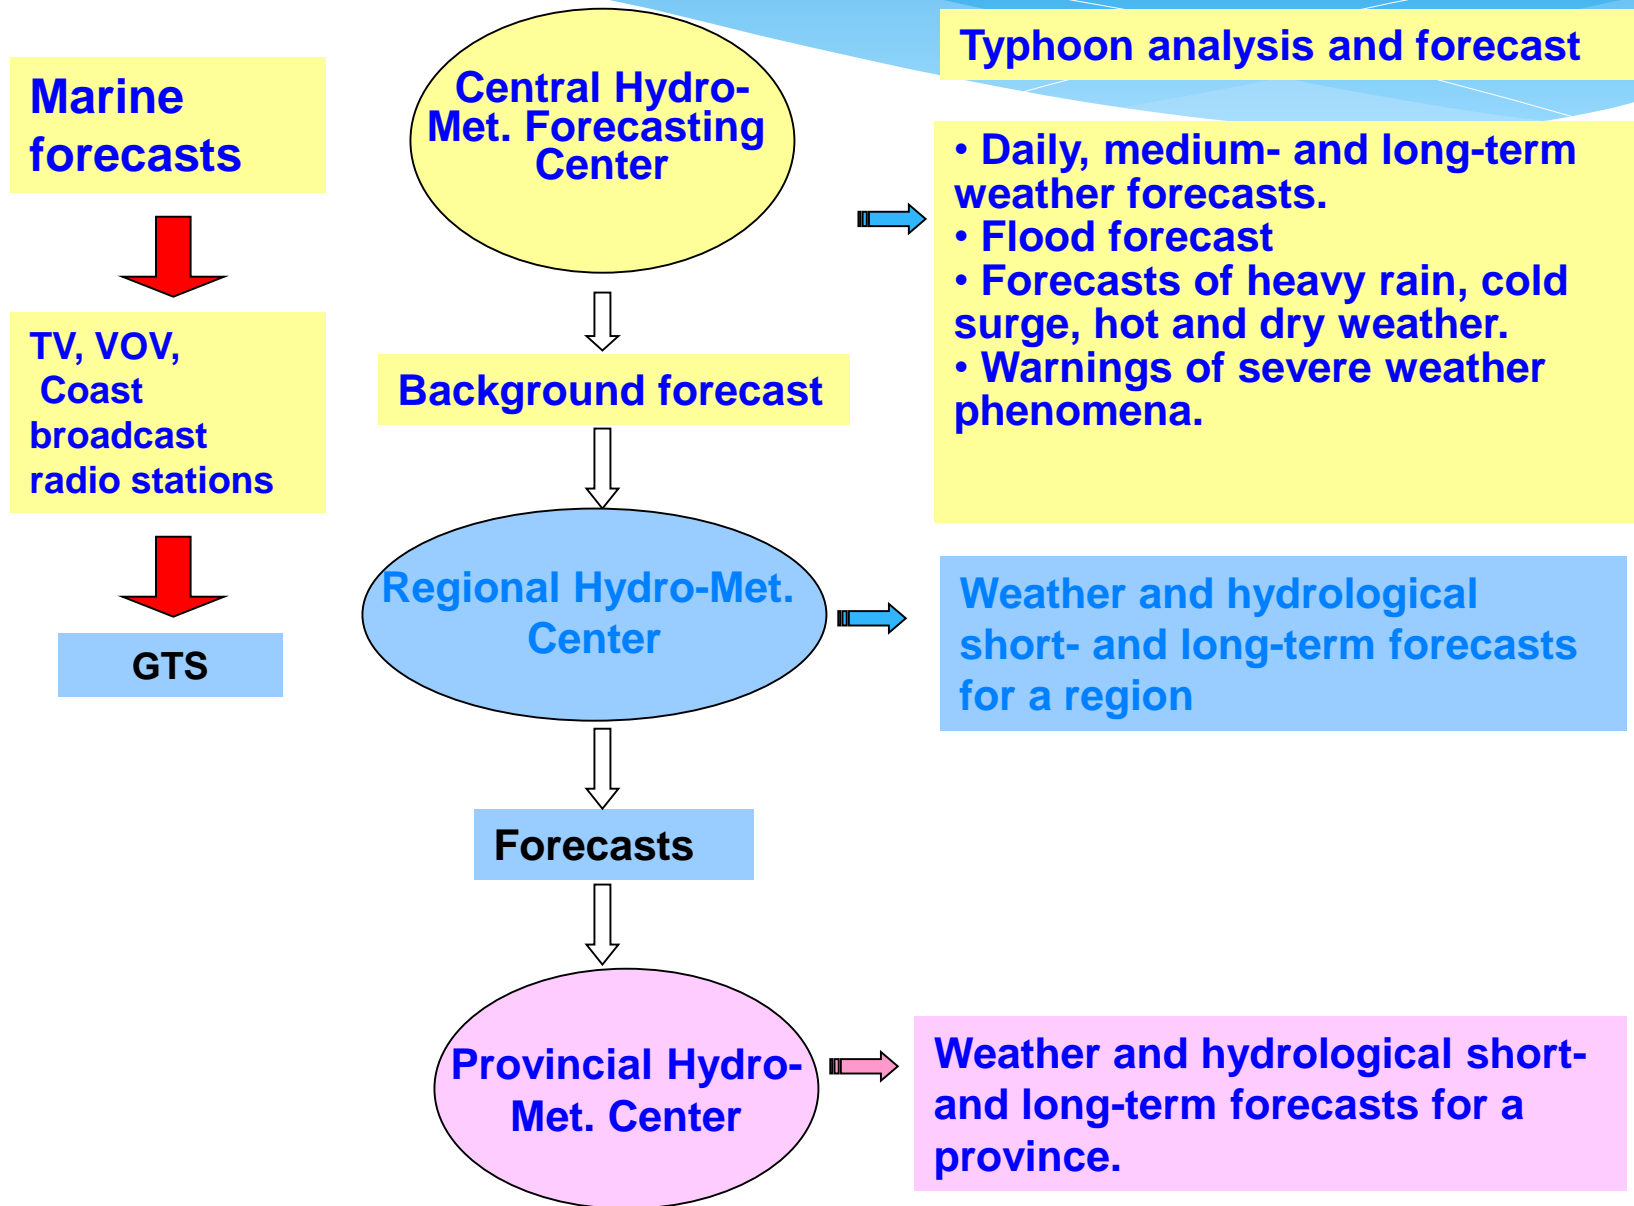 Marine
forecasts
TV, VOV,
Coast
broadcast
radio stations
GTS
Central Hydro-
Met. Forecasting
Center
Background forecast
Regional Hydro-Met.
Center
Forecasts
Provincial Hydro-
Met. Center
Typhoon analysis and forecast
• Daily, medium- and long-term
weather forecasts.
• Flood forecast
• Forecasts of heavy rain, cold
surge, hot and dry weather.
• Warnings of severe weather
phenomena.
Weather and hydrological
short- and long-term forecasts
for a region
Weather and hydrological short-
and long-term forecasts for a
province.